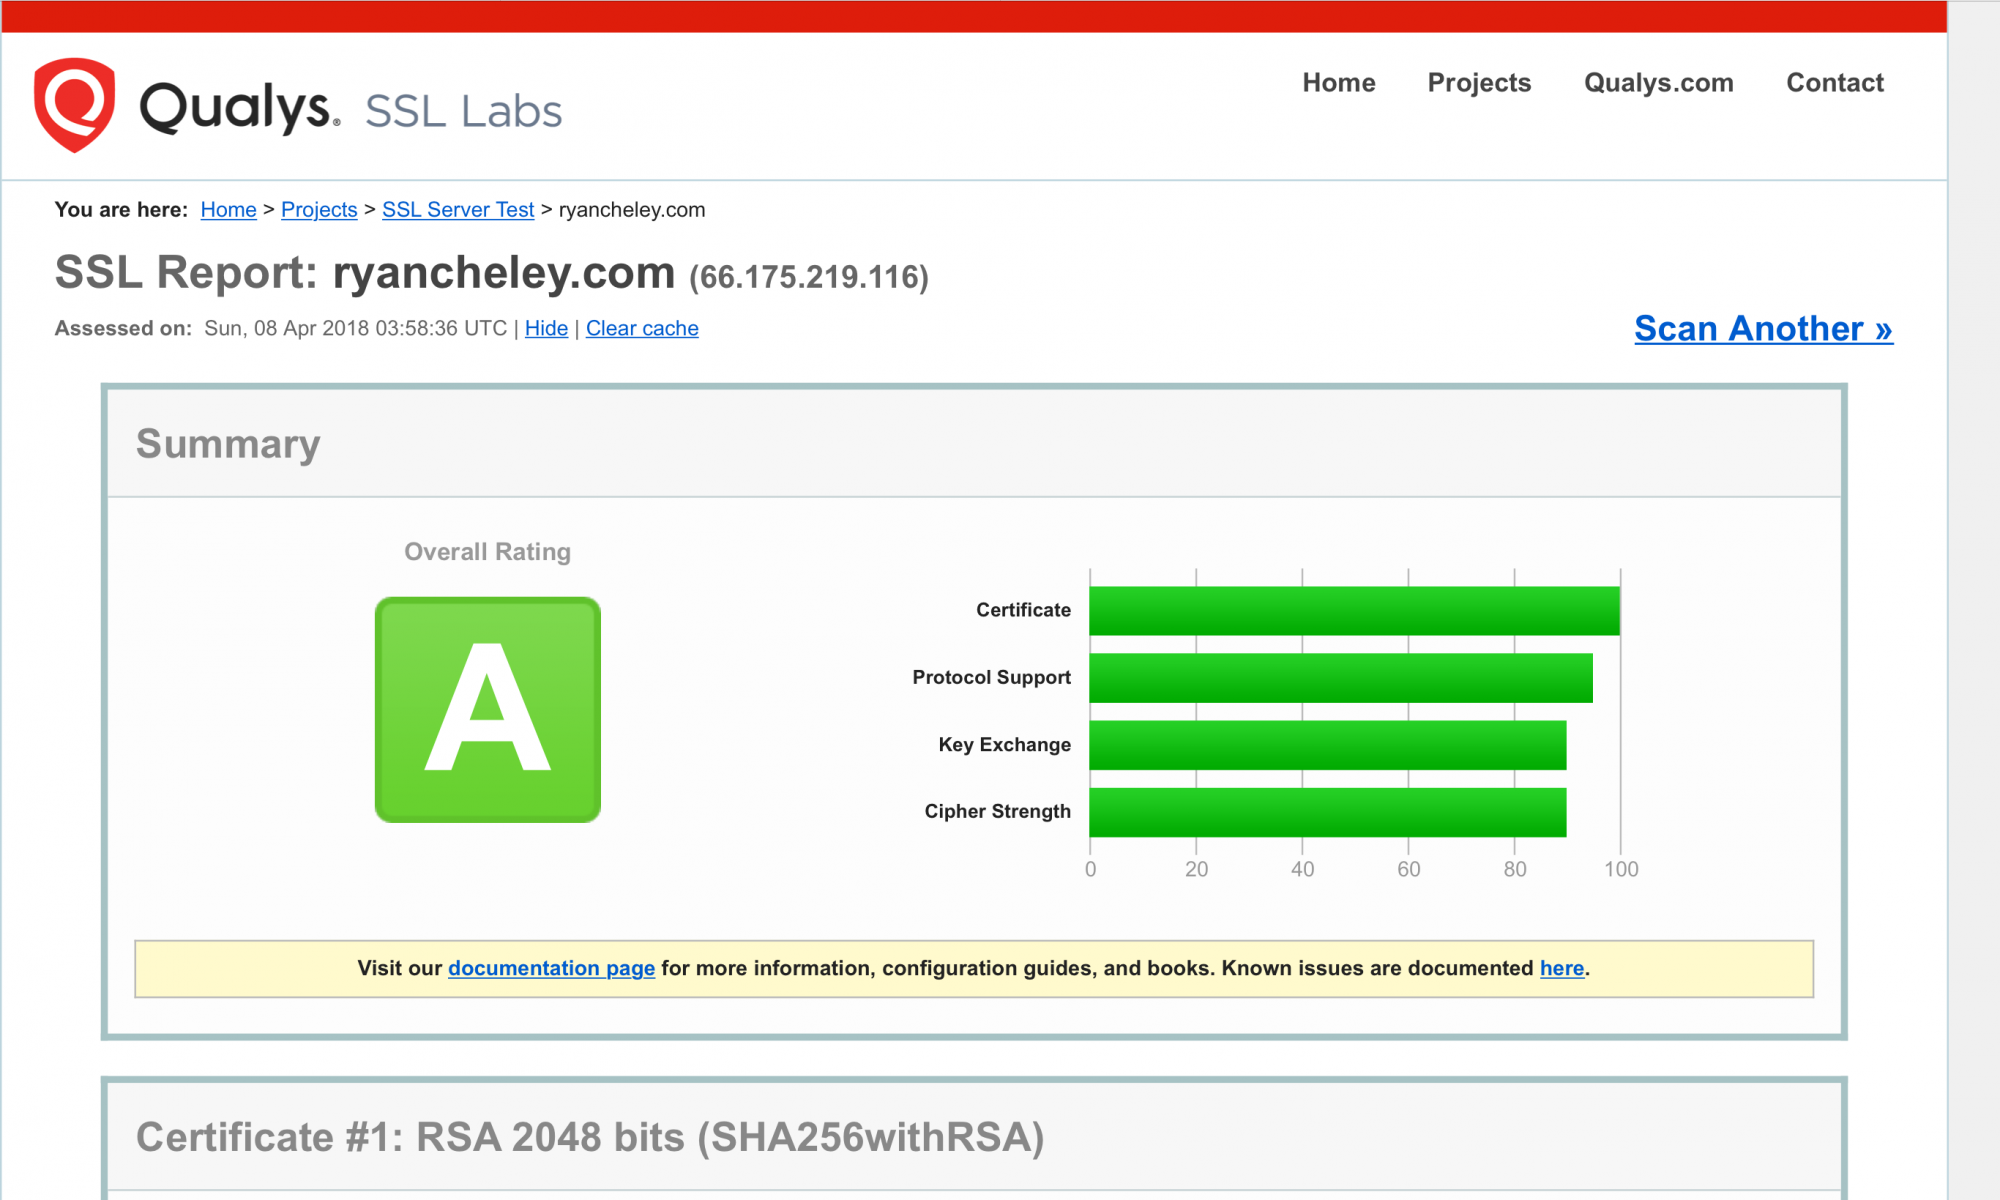 Qualys® SSL Labs
Home Projects Qualys.com Contact
You are here: Home > Projects > SSL Server Test > ryancheley.com
SSL Report: ryancheley.com (66.175.219.116)
Assessed on: Sun, 08 Apr 2018 03:58:36 UTC | Hide | Clear cache
Scan Another »
Summary
Overall Rating
A
Certificate
Protocol Support
Key Exchange
Cipher Strength
0 20 40 60 80 100
Visit our documentation page for more information, configuration guides, and books. Known issues are documented here.
Certificate #1: RSA 2048 bits (SHA256withRSA)